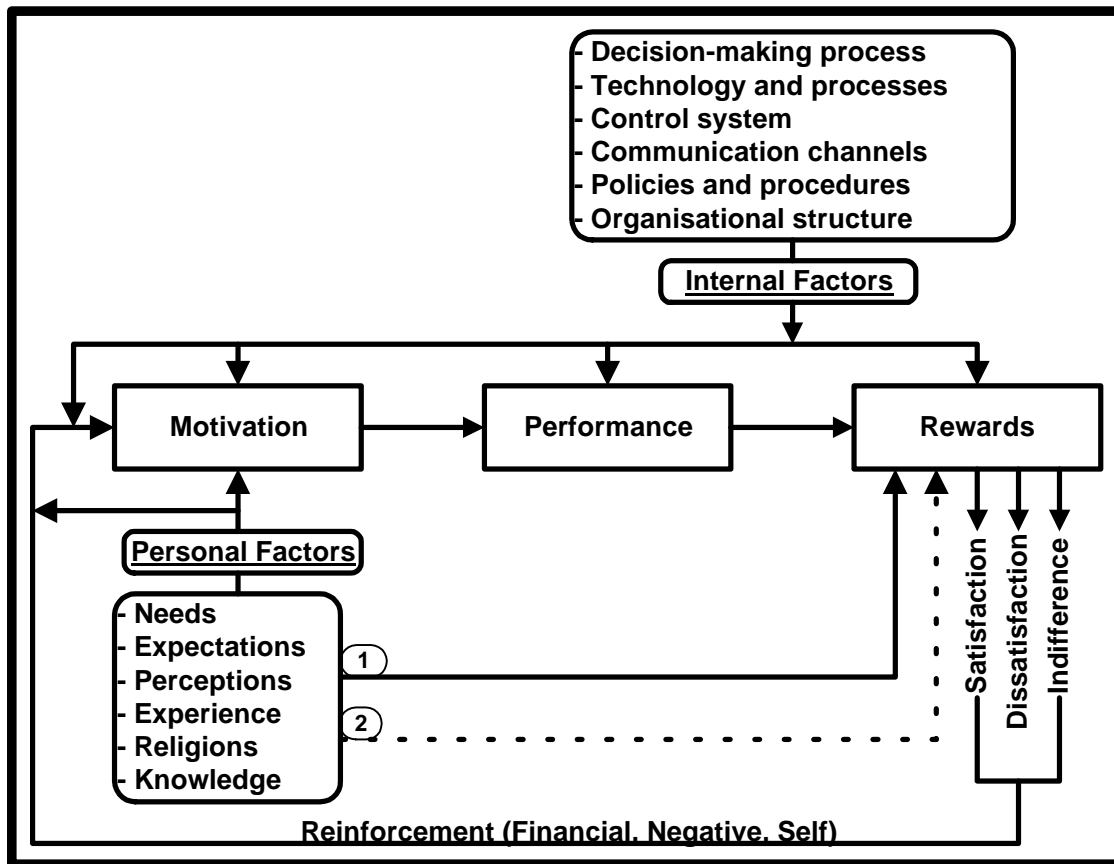 - Decision-making process
- Technology and processes
- Control system
- Communication channels
- Policies and procedures
- Organisational structure
Internal Factors
Motivation
Performance
Rewards
Personal Factors
- Needs
- Expectations
- Perceptions
- Experience
- Religions
- Knowledge
1
2
Satisfaction
Dissatisfaction
Indifference
Reinforcement (Financial, Negative, Self)